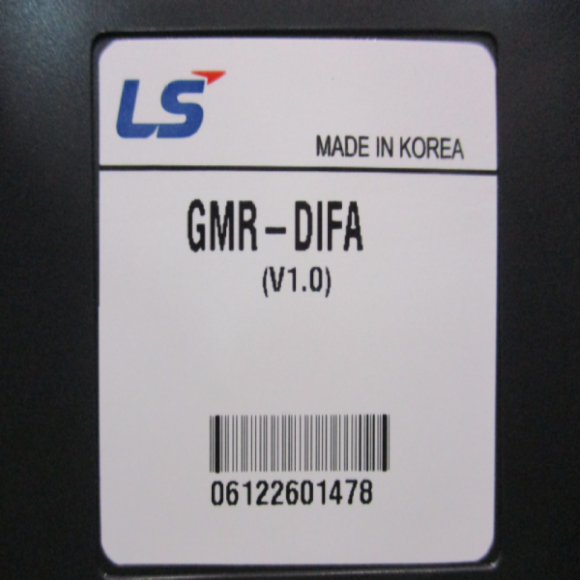 LS
MADE IN KOREA
GMR-DIFA
(V1.0)
06122601478